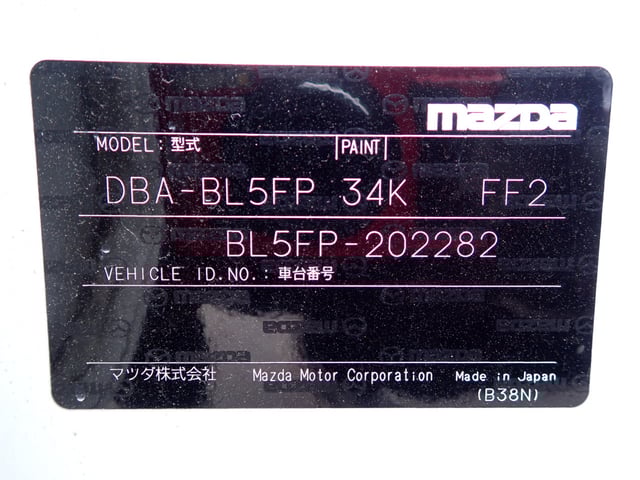 mazda
MODEL : 型式 PAINT
DBA-BL5FP 34K FF2
BL5FP-202282
VEHICLE ID.NO. : 車台番号
マツダ株式会社 Mazda Motor Corporation Made in Japan
(B38N)